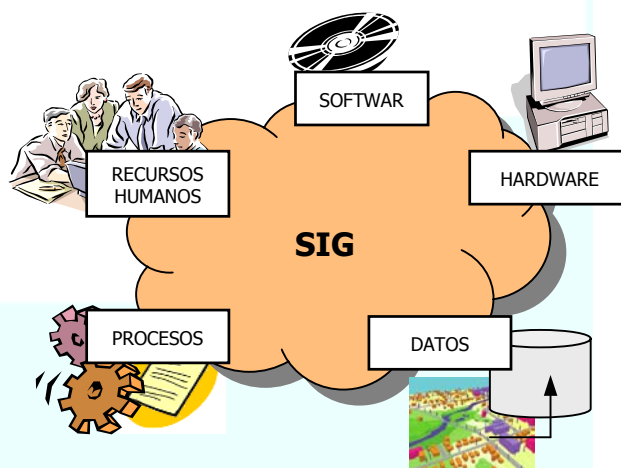 SOFTWAR
RECURSOS
HUMANOS
HARDWARE
SIG
PROCESOS
DATOS